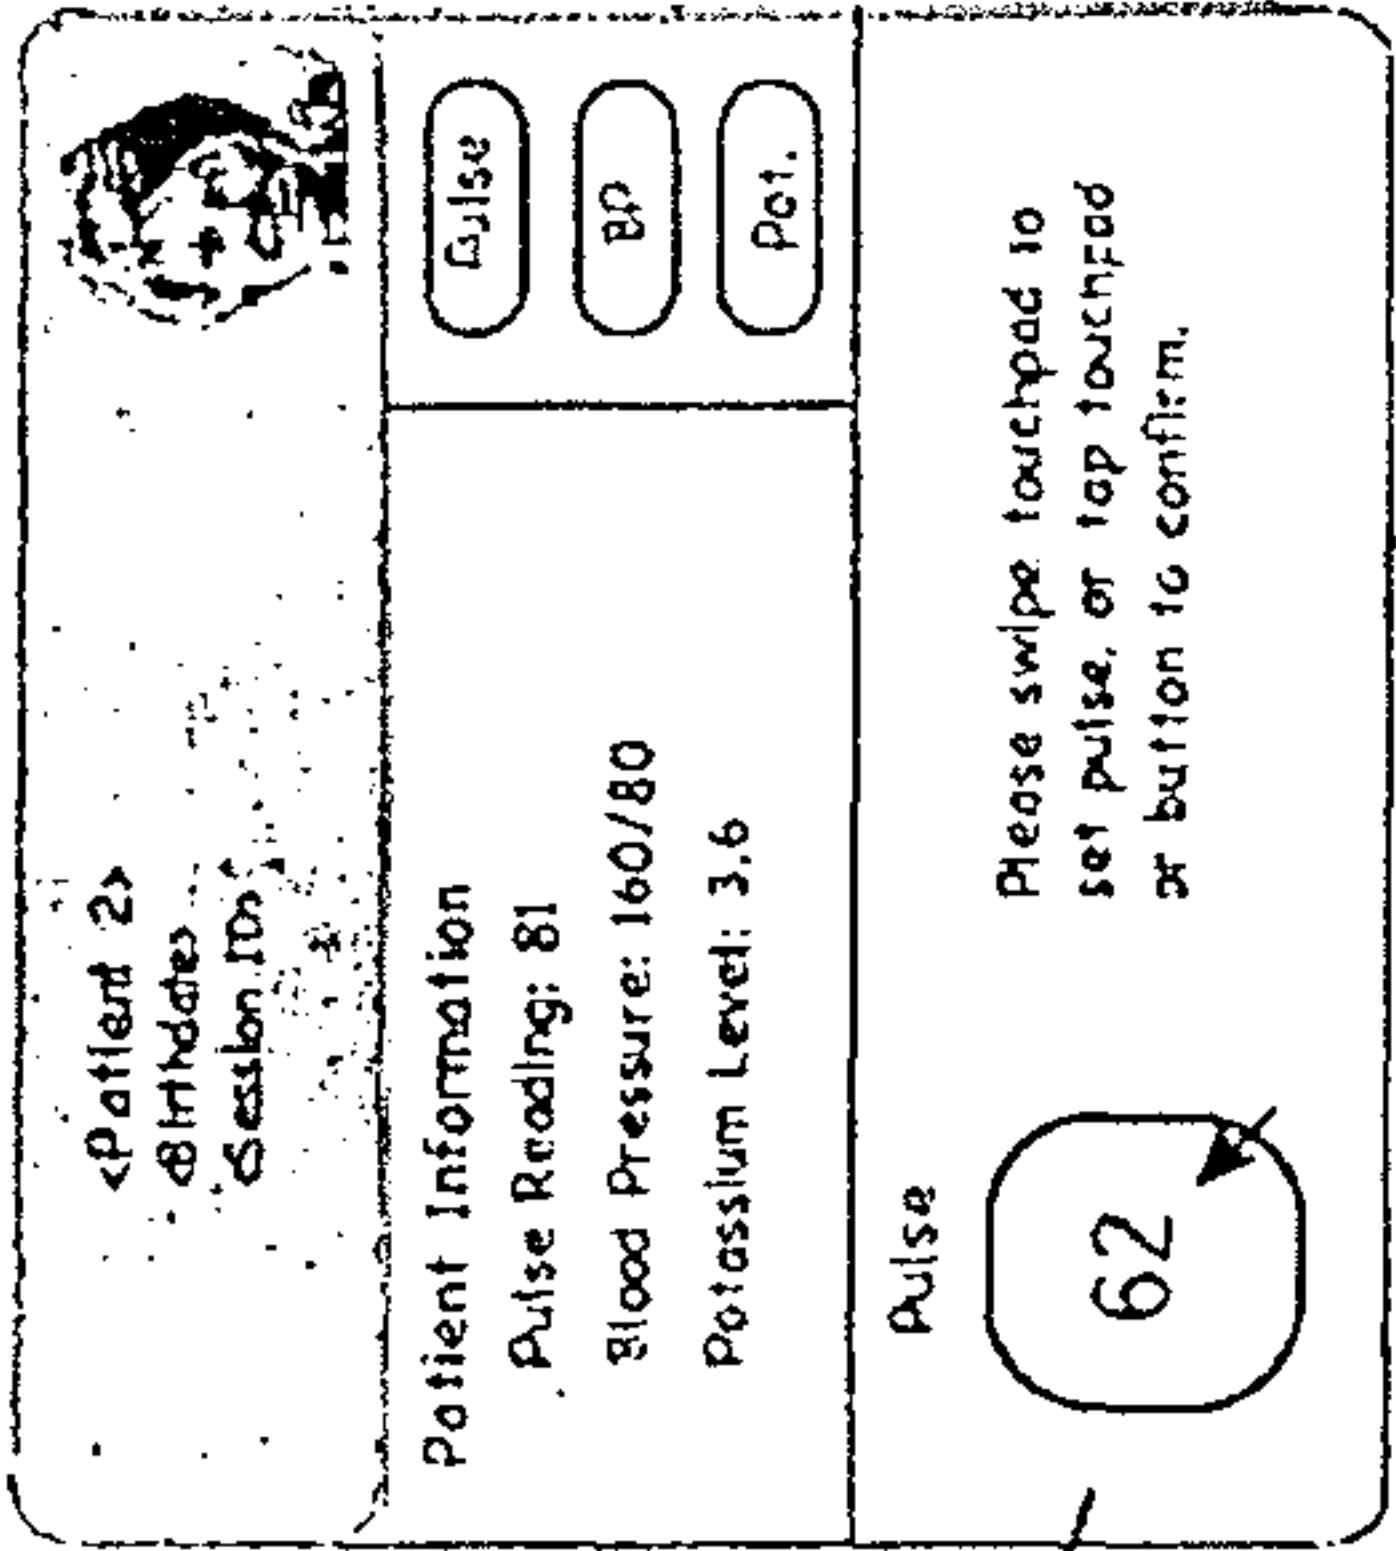 <Patient 2>
<Birthdate>
<Session ID>
Patient Information
Pulse Reading: 81
Blood Pressure: 160/80
Potassium Level: 3.6
Pulse
BP
Pot.
Pulse
62
Please swipe touchpad to
set pulse, or tap touchpad
or button to confirm.